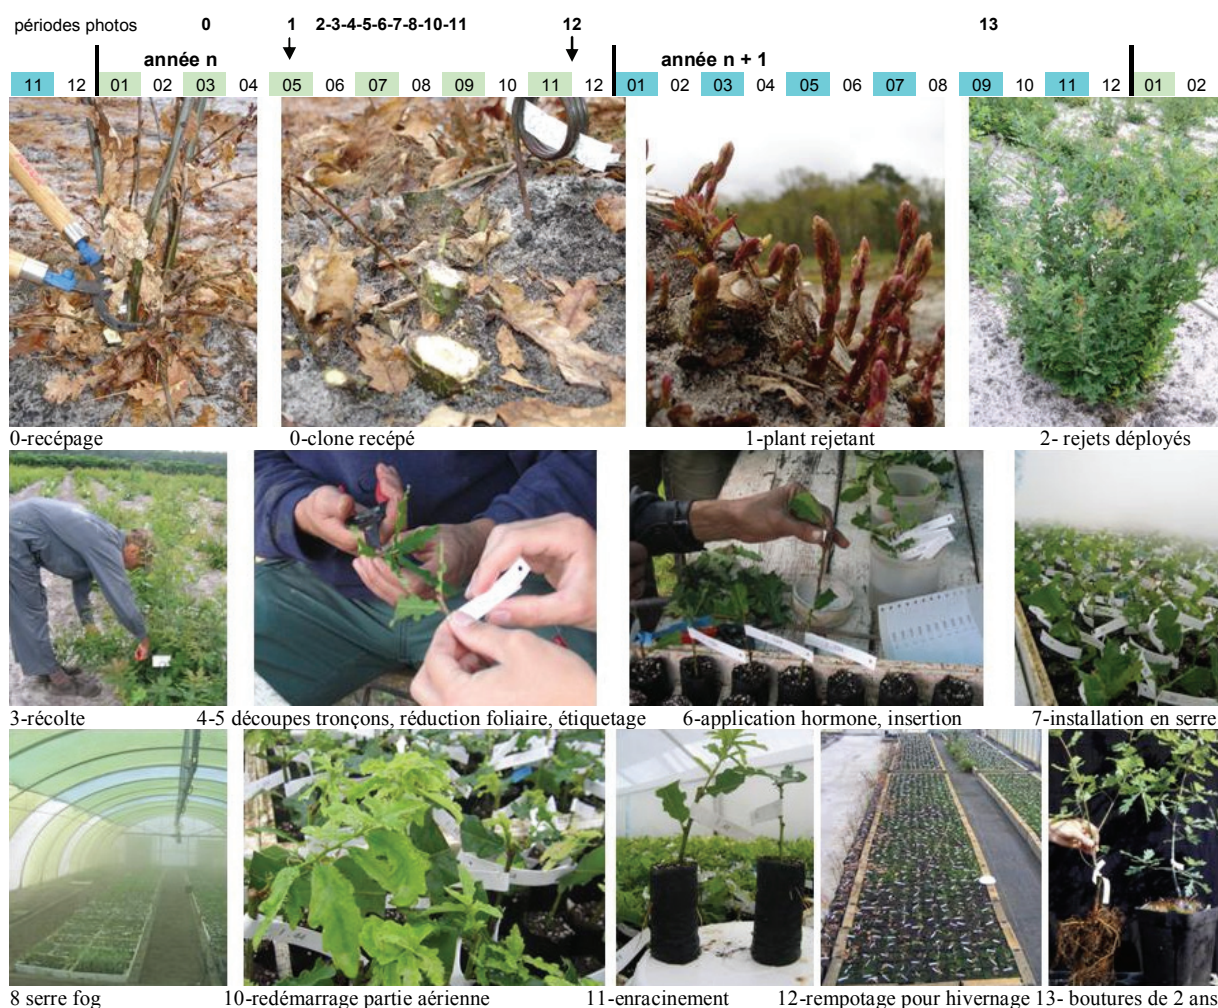 périodes photos 0 1 2-3-4-5-6-7-8-10-11 12 13
année n année n + 1
11 12 01 02 03 04 05 06 07 08 09 10 11 12 01 02 03 04 05 06 07 08 09 10 11 12 01 02
0-recépage 0-clone recépé 1-plant rejetant 2- rejets déployés
3-récolte 4-5 découpes tronçons, réduction foliaire, étiquetage 6-application hormone, insertion 7-installation en serre
8 serre fog 10-redémarrage partie aérienne 11-enracinement 12-rempotage pour hivernage 13- boutures de 2 ans